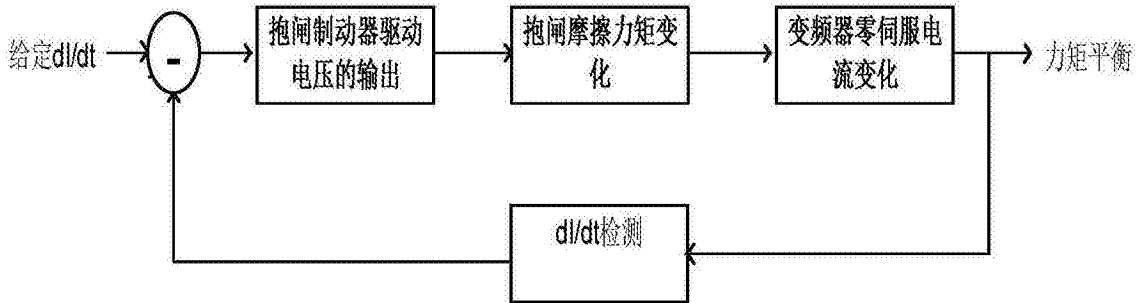 给定dI/dt
-
抱闸制动器驱动
电压的输出
抱闸摩擦力矩变
化
变频器零伺服电
流变化
力矩平衡
dI/dt检测